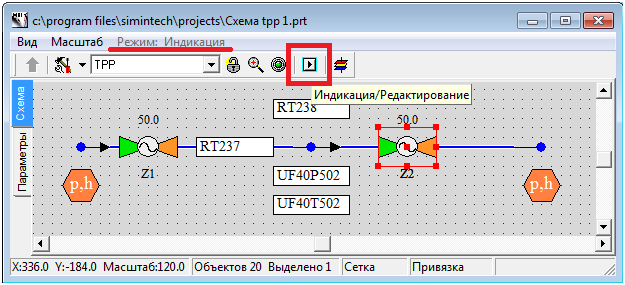 c:\program files\simintech\projects\Схема tpp 1.prt
Вид Масштаб Режим: Индикация
TPP
Индикация/Редактирование
Схема
Параметры
RT238
50.0
50.0
RT237
Z1
Z2
p,h
UF40P502
p,h
UF40T502
X:336.0 Y:-184.0 Масштаб:120.0 Объектов 20 Выделено 1 Сетка Привязка